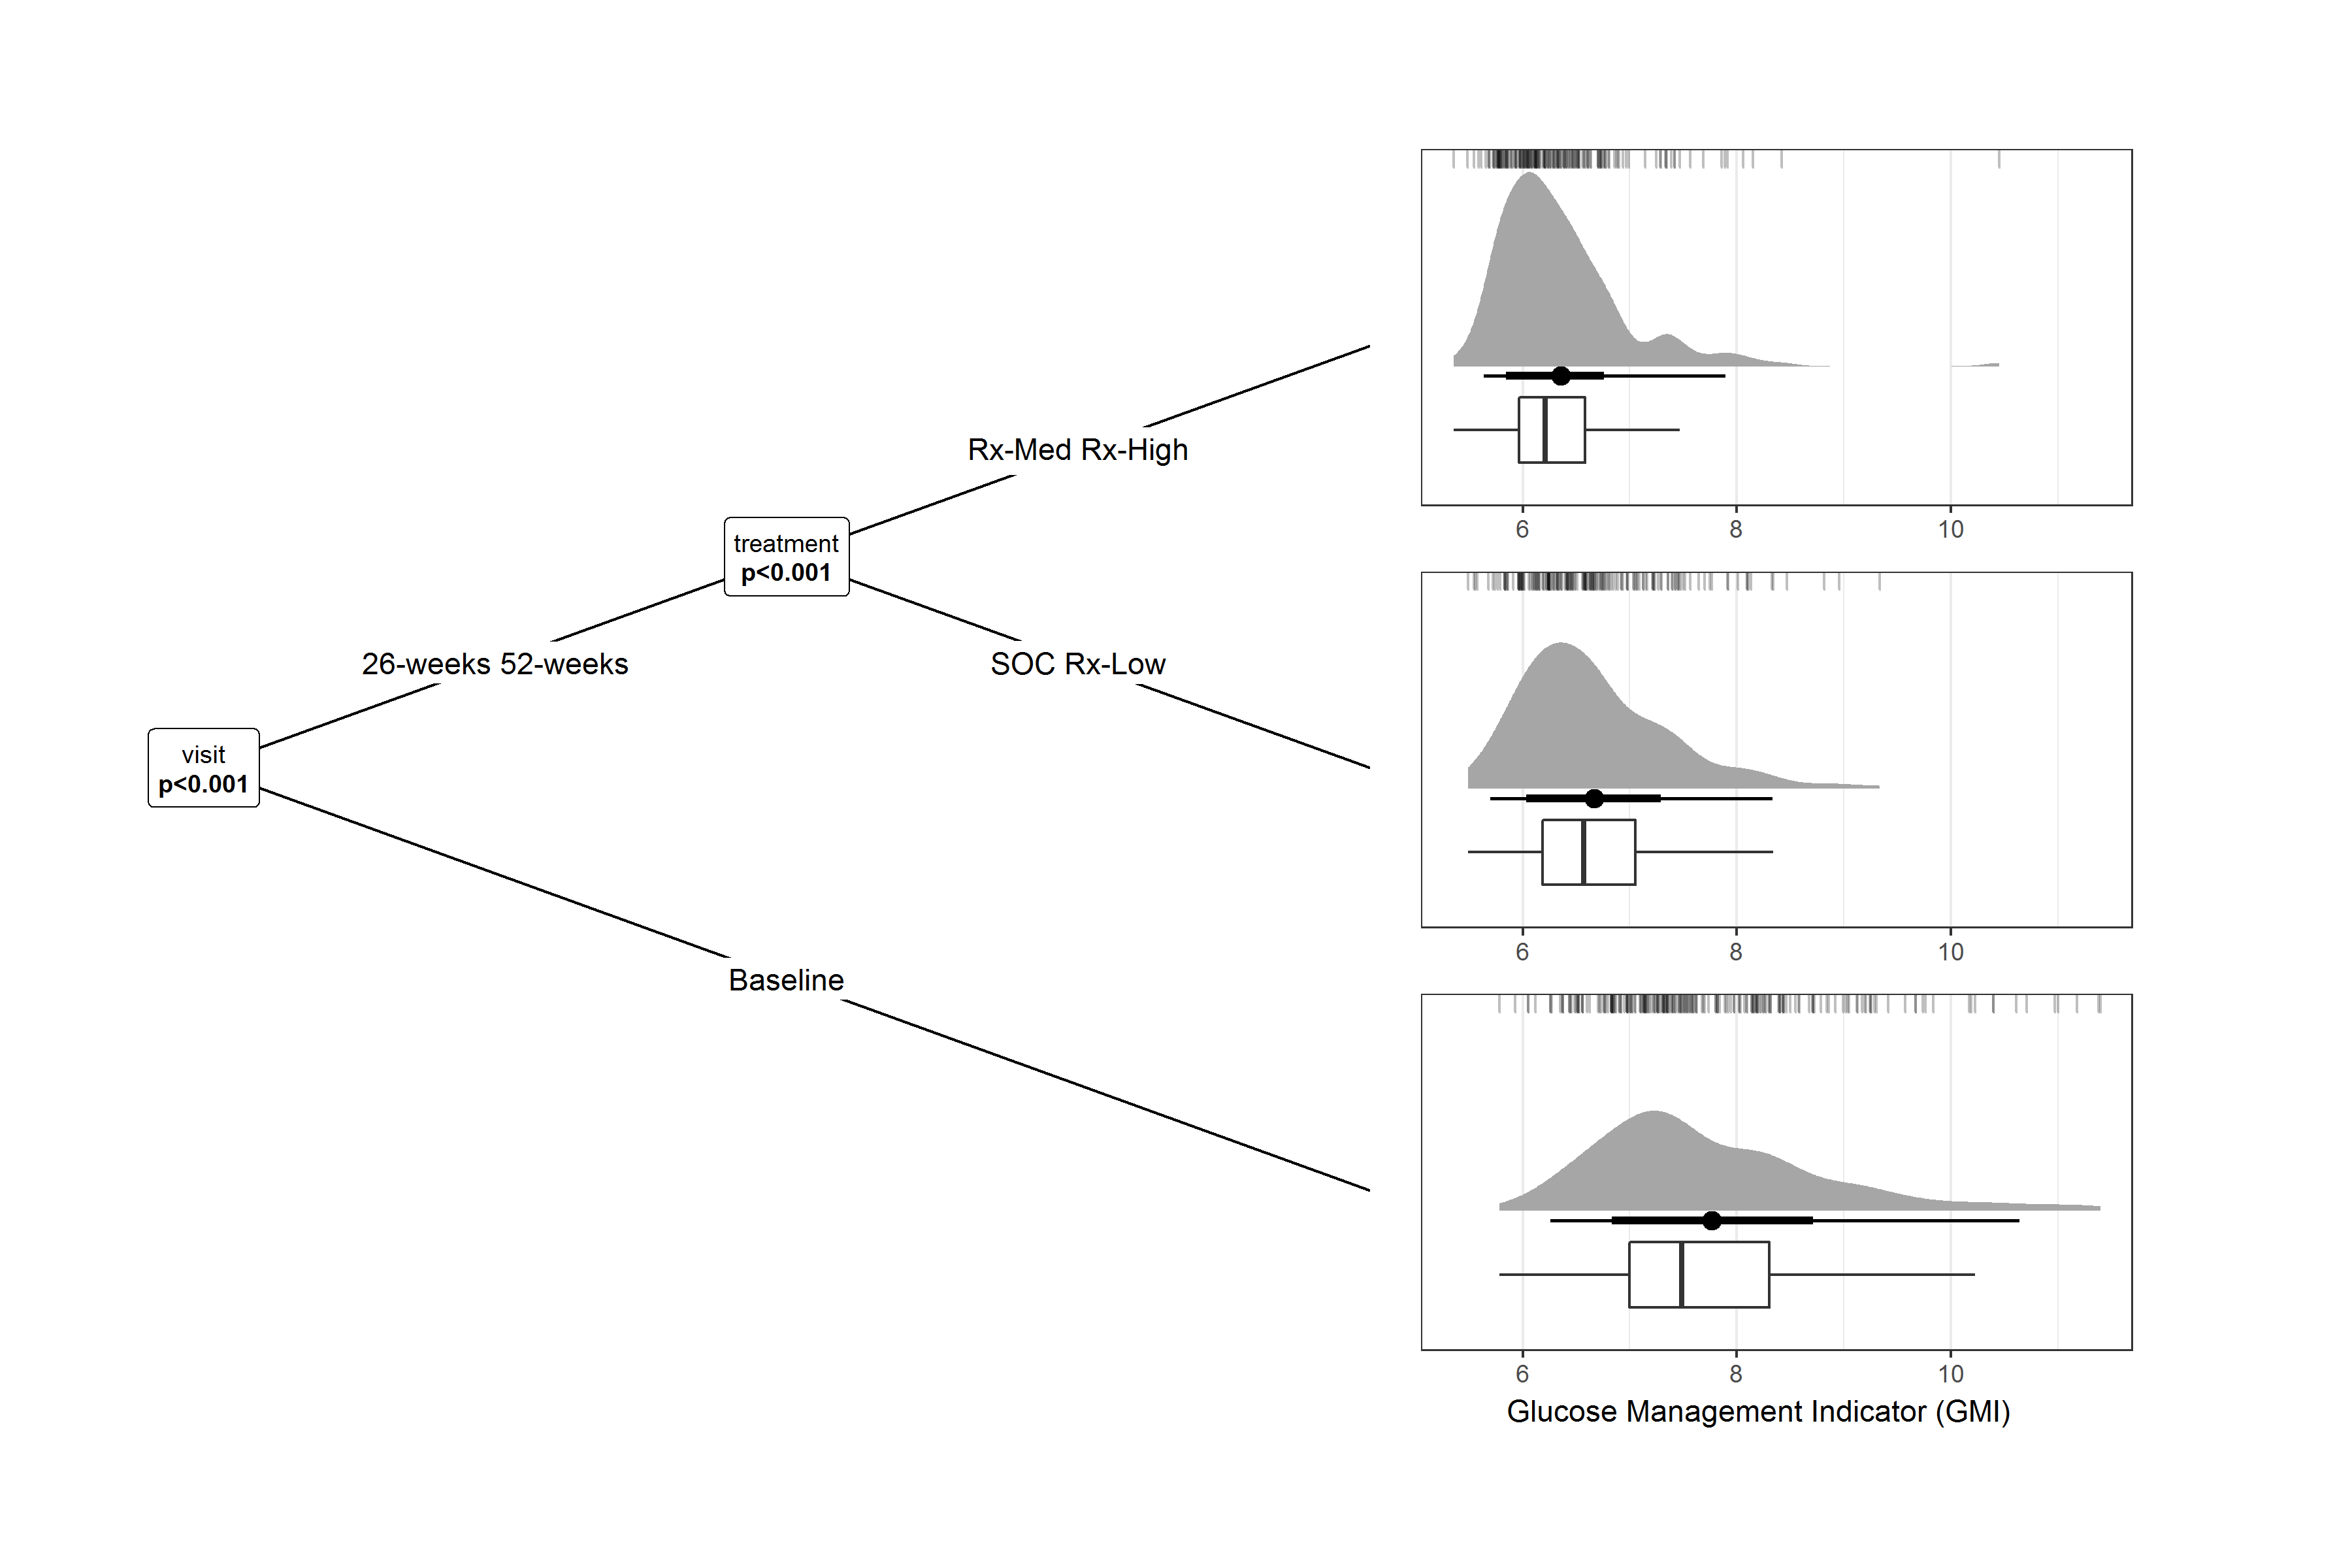 6 8 10
Rx-Med Rx-High
treatment
p<0.001
26-weeks 52-weeks
SOC Rx-Low
visit
p<0.001
6 8 10
Baseline
6 8 10
Glucose Management Indicator (GMI)